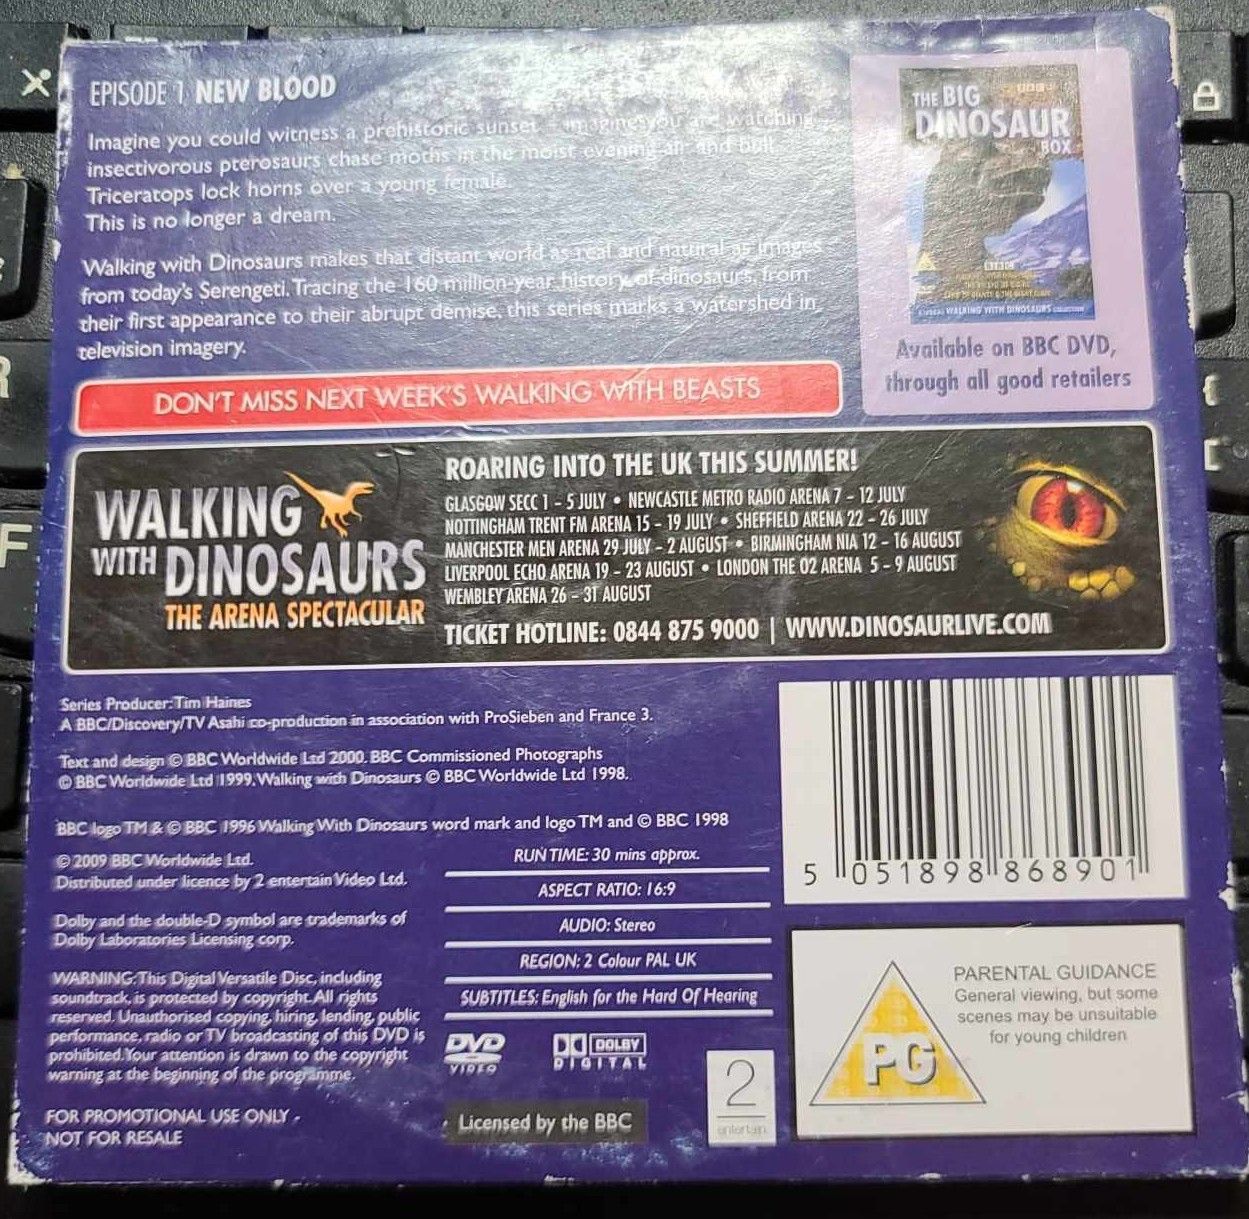 EPISODE 1 NEW BLOOD
Imagine you could witness a prehistoric sunset – imagine you are watching
insectivorous pterosaurs chase moths in the moist evening air and bull
Triceratops lock horns over a young female.
This is no longer a dream.
Walking with Dinosaurs makes that distant world as real and natural as images
from today's Serengeti. Tracing the 160 million-year history of dinosaurs, from
their first appearance to their abrupt demise, this series marks a watershed in
television imagery.
THE BIG
DINOSAUR
BOX
WALKING WITH DINOSAURS
Available on BBC DVD,
through all good retailers
DON'T MISS NEXT WEEK'S WALKING WITH BEASTS
WALKING
WITH DINOSAURS
THE ARENA SPECTACULAR
ROARING INTO THE UK THIS SUMMER!
GLASGOW SECC 1 - 5 JULY • NEWCASTLE METRO RADIO ARENA 7 - 12 JULY
NOTTINGHAM TRENT FM ARENA 15 - 19 JULY • SHEFFIELD ARENA 22 - 26 JULY
MANCHESTER MEN ARENA 29 JULY - 2 AUGUST • BIRMINGHAM NIA 12 - 16 AUGUST
LIVERPOOL ECHO ARENA 19 - 23 AUGUST • LONDON THE O2 ARENA 5 - 9 AUGUST
WEMBLEY ARENA 26 - 31 AUGUST
TICKET HOTLINE: 0844 875 9000 | WWW.DINOSAURLIVE.COM
Series Producer: Tim Haines
A BBC/Discovery/TV Asahi co-production in association with ProSieben and France 3.
Text and design © BBC Worldwide Ltd 2000. BBC Commissioned Photographs
© BBC Worldwide Ltd 1999. Walking with Dinosaurs © BBC Worldwide Ltd 1998.
BBC logo TM & © BBC 1996 Walking With Dinosaurs word mark and logo TM and © BBC 1998
© 2009 BBC Worldwide Ltd.
Distributed under licence by 2 entertain Video Ltd.
Dolby and the double-D symbol are trademarks of
Dolby Laboratories Licensing corp.
WARNING: This Digital Versatile Disc, including
soundtrack, is protected by copyright. All rights
reserved. Unauthorised copying, hiring, lending, public
performance, radio or TV broadcasting of this DVD is
prohibited. Your attention is drawn to the copyright
warning at the beginning of the programme.
FOR PROMOTIONAL USE ONLY -
NOT FOR RESALE
RUN TIME: 30 mins approx.
ASPECT RATIO: 16:9
AUDIO: Stereo
REGION: 2 Colour PAL UK
SUBTITLES: English for the Hard Of Hearing
DVD
VIDEO
DOLBY
DIGITAL
Licensed by the BBC
2
entertain
5 051898 868901
PG
PARENTAL GUIDANCE
General viewing, but some
scenes may be unsuitable
for young children